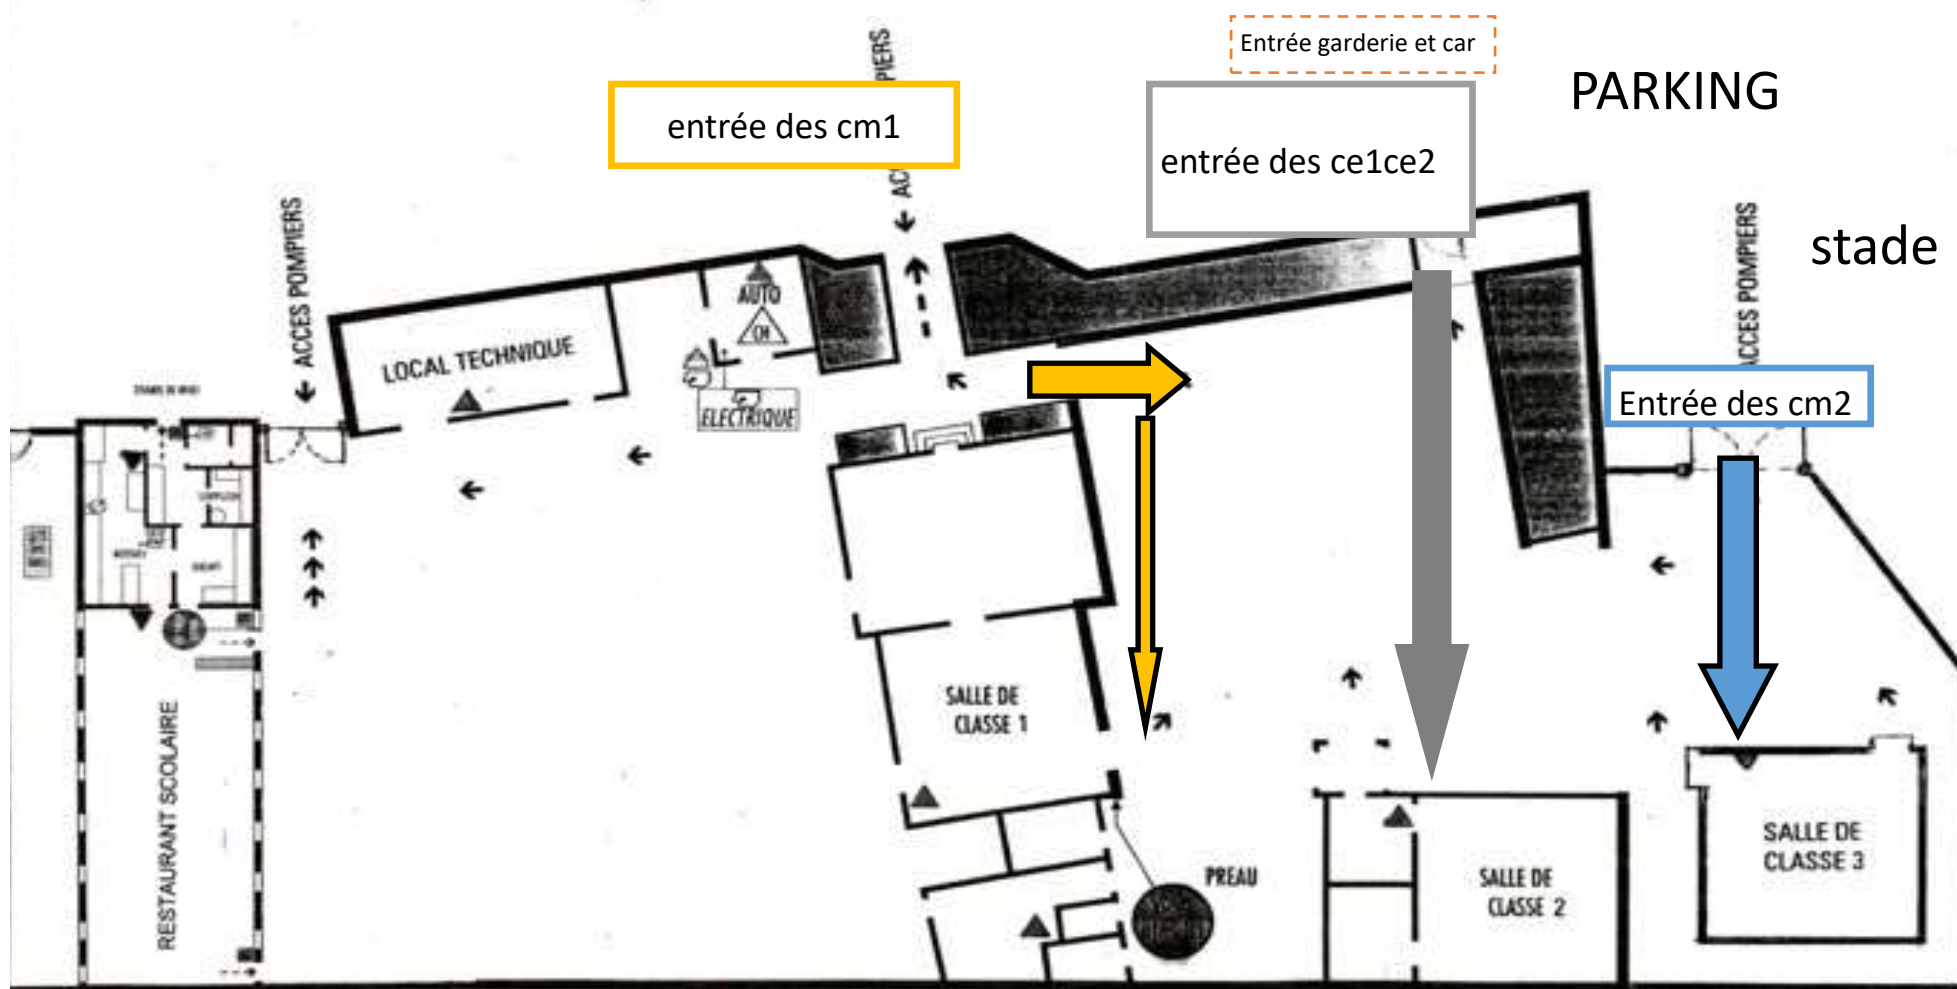 Entrée garderie et car
PARKING
entrée des cm1
entrée des ce1ce2
stade
ACCES POMPIERS
PIERS
AC
ACCES POMPIERS
AUTO
CH
LOCAL TECHNIQUE
ELECTRIQUE
Entrée des cm2
SALLE DE
CLASSE 1
RESTAURANT SCOLAIRE
PREAU
SALLE DE
CLASSE 2
SALLE DE
CLASSE 3